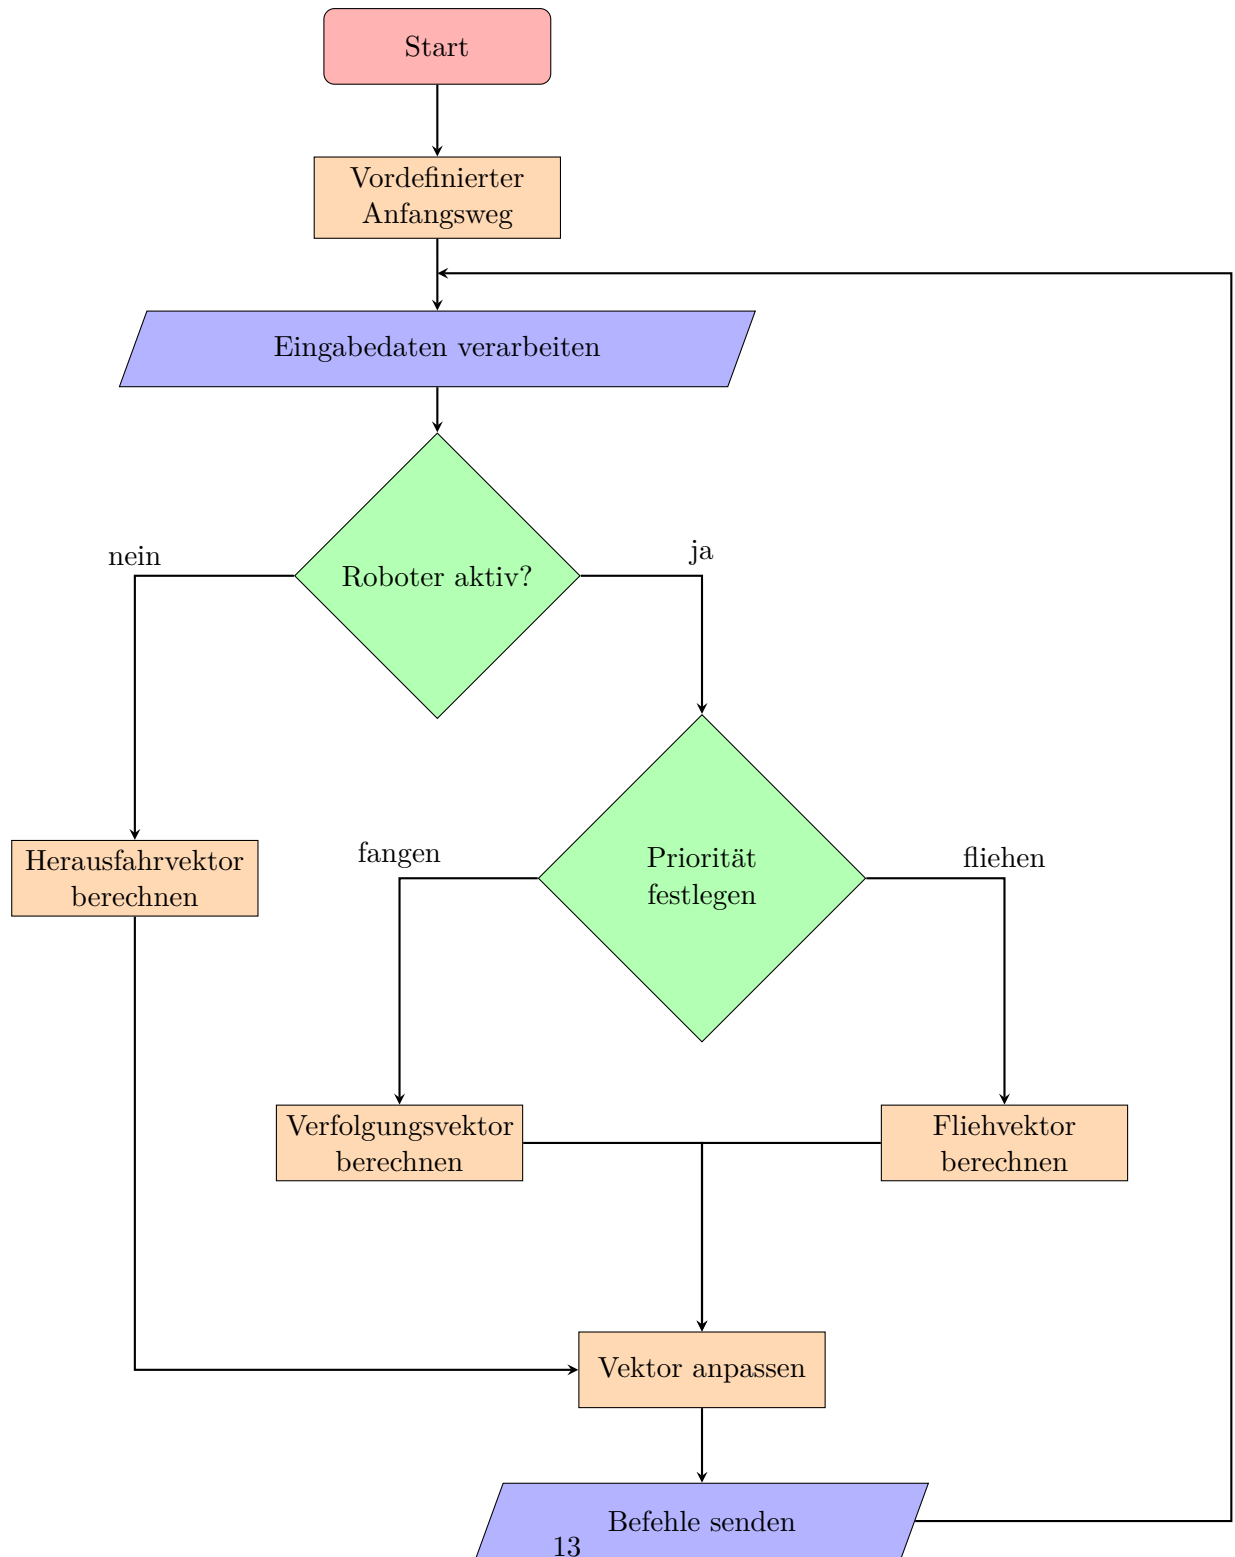 Start
Vordefinierter
Anfangsweg
Eingabedaten verarbeiten
nein
ja
Roboter aktiv?
fangen
fliehen
Priorität
festlegen
Herausfahrvektor
berechnen
Verfolgungsvektor
berechnen
Fliehvektor
berechnen
Vektor anpassen
Befehle senden
13